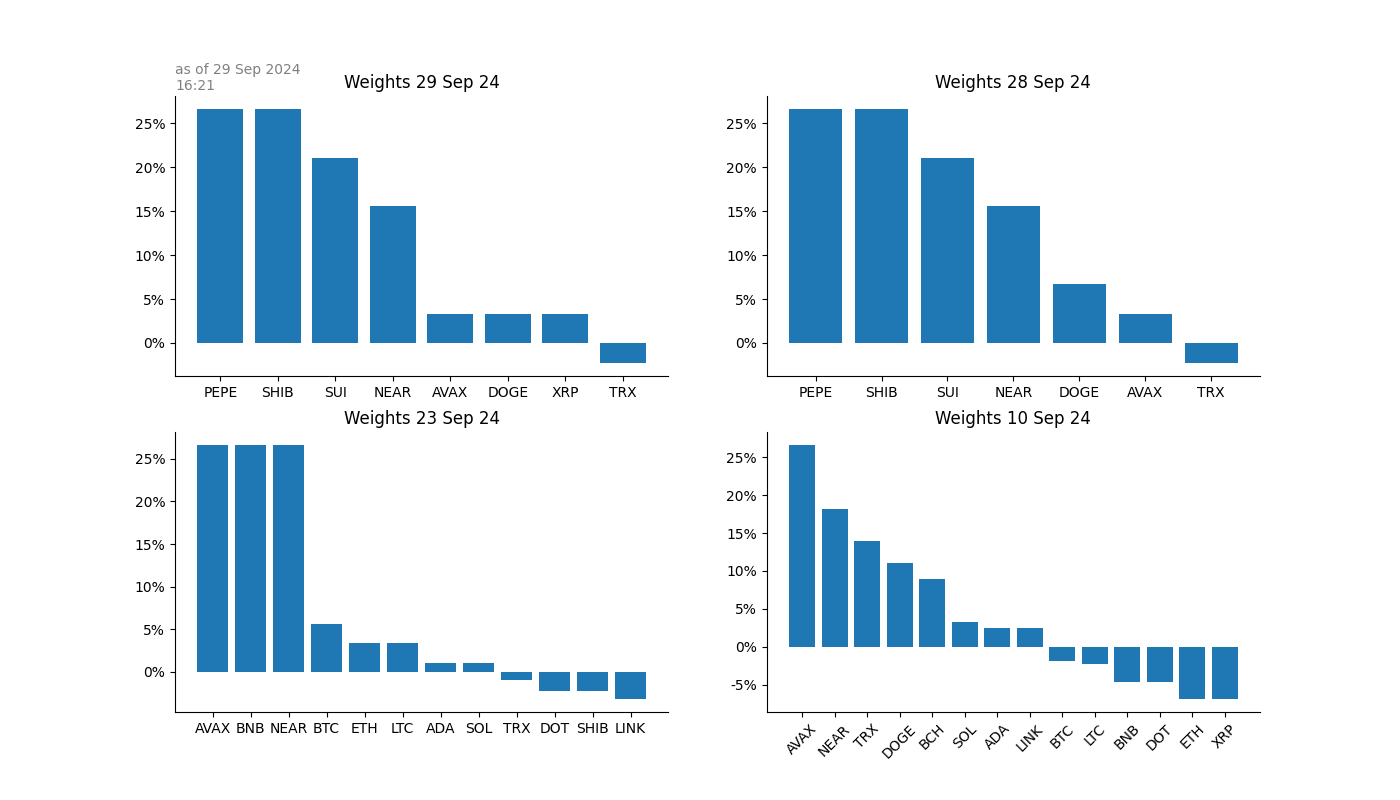 as of 29 Sep 2024
16:21
Weights 29 Sep 24
25%
20%
15%
10%
5%
0%
PEPE SHIB SUI NEAR AVAX DOGE XRP TRX
Weights 28 Sep 24
25%
20%
15%
10%
5%
0%
PEPE SHIB SUI NEAR DOGE AVAX TRX
Weights 23 Sep 24
25%
20%
15%
10%
5%
0%
AVAX BNB NEAR BTC ETH LTC ADA SOL TRX DOT SHIB LINK
Weights 10 Sep 24
25%
20%
15%
10%
5%
0%
-5%
AVAX NEAR TRX DOGE BCH SOL ADA LINK BTC LTC BNB DOT ETH XRP